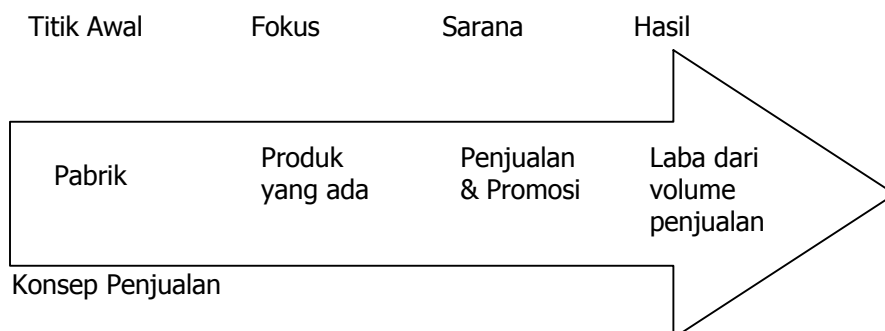 Titik Awal Fokus Sarana Hasil
Pabrik
Produk
yang ada
Penjualan
& Promosi
Laba dari
volume
penjualan
Konsep Penjualan